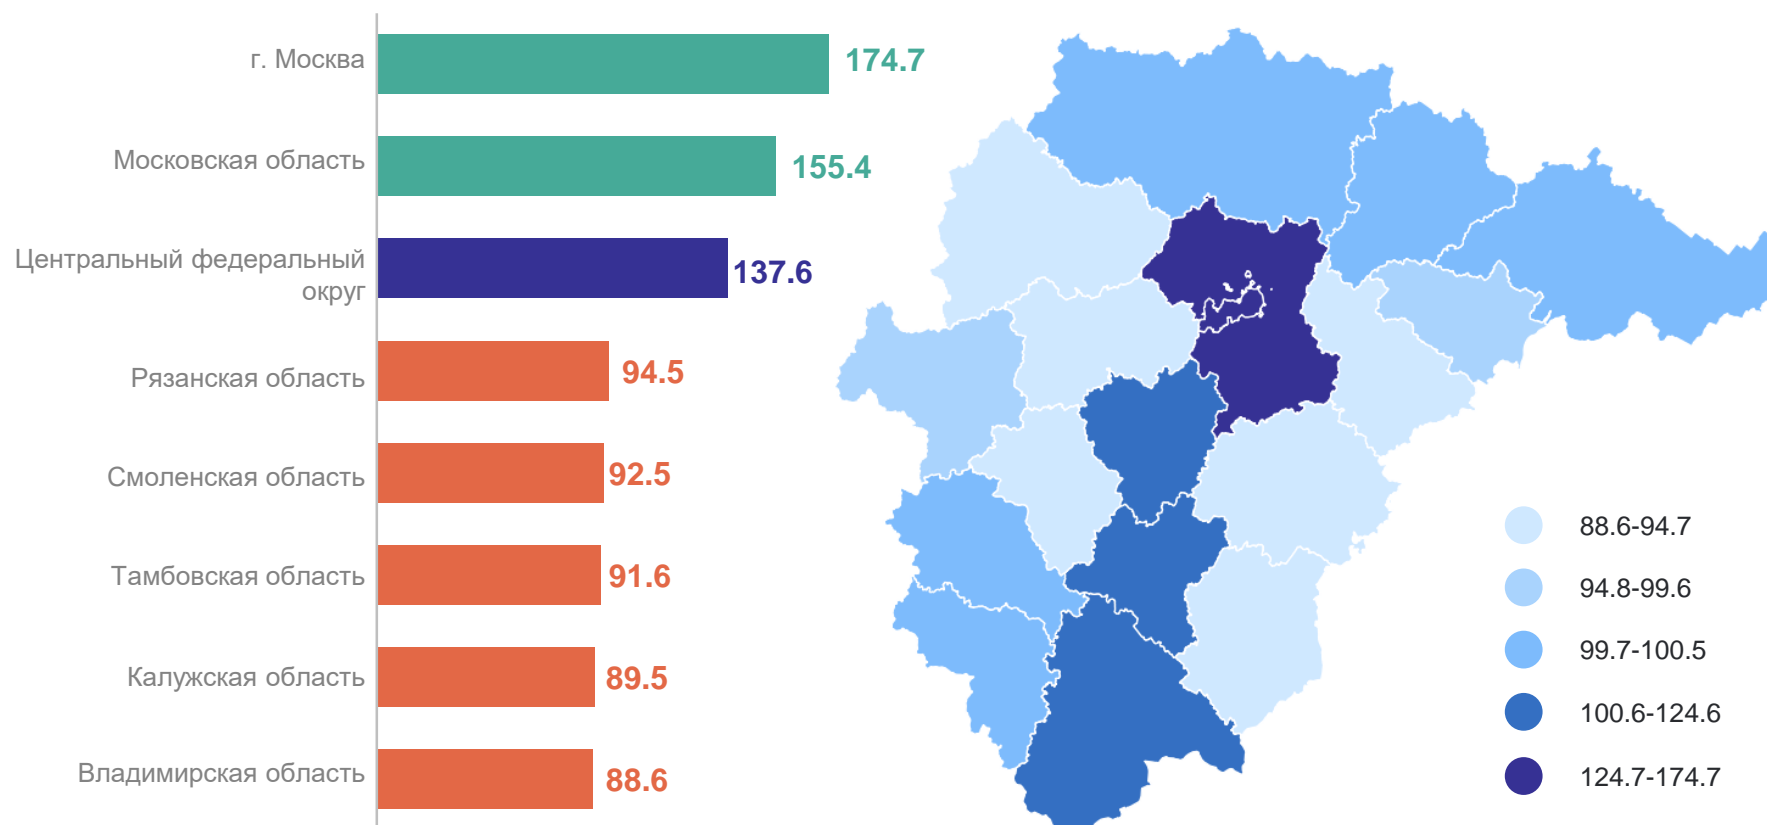 г. Москва
174.7
Московская область
155.4
Центральный федеральный
округ
137.6
Рязанская область
94.5
Смоленская область
92.5
Тамбовская область
91.6
Калужская область
89.5
Владимирская область
88.6
88.6-94.7
94.8-99.6
99.7-100.5
100.6-124.6
124.7-174.7